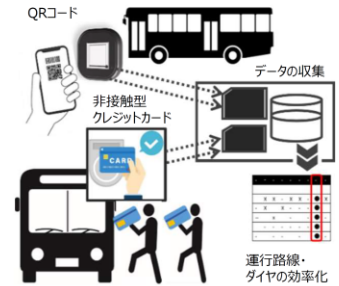 QRコード
データの収集
非接触型
クレジットカード
CARD
運行路線・
ダイヤの効率化